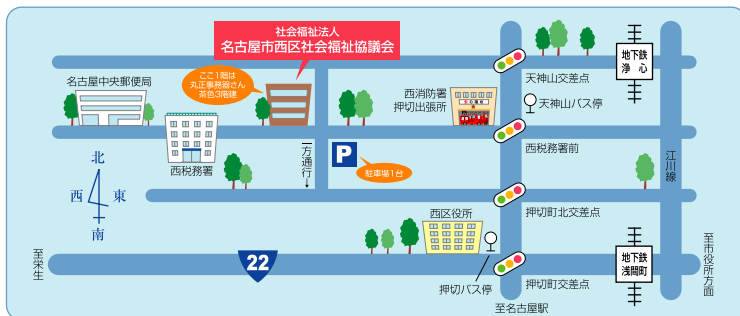 社会福祉法人
名古屋市西区社会福祉協議会
地下鉄
浄心
天神山交差点
名古屋中央郵便局
ここ1階は
丸正事務器さん
茶色3階建
西消防署
押切出張所
天神山バス停
西税務署前
西税務署
一方通行→
P
駐車場1台
江川線
北
西
東
南
押切町北交差点
西区役所
22
押切バス停
押切町交差点
地下鉄
浅間町
至栄生
至市役所方面
至名古屋駅